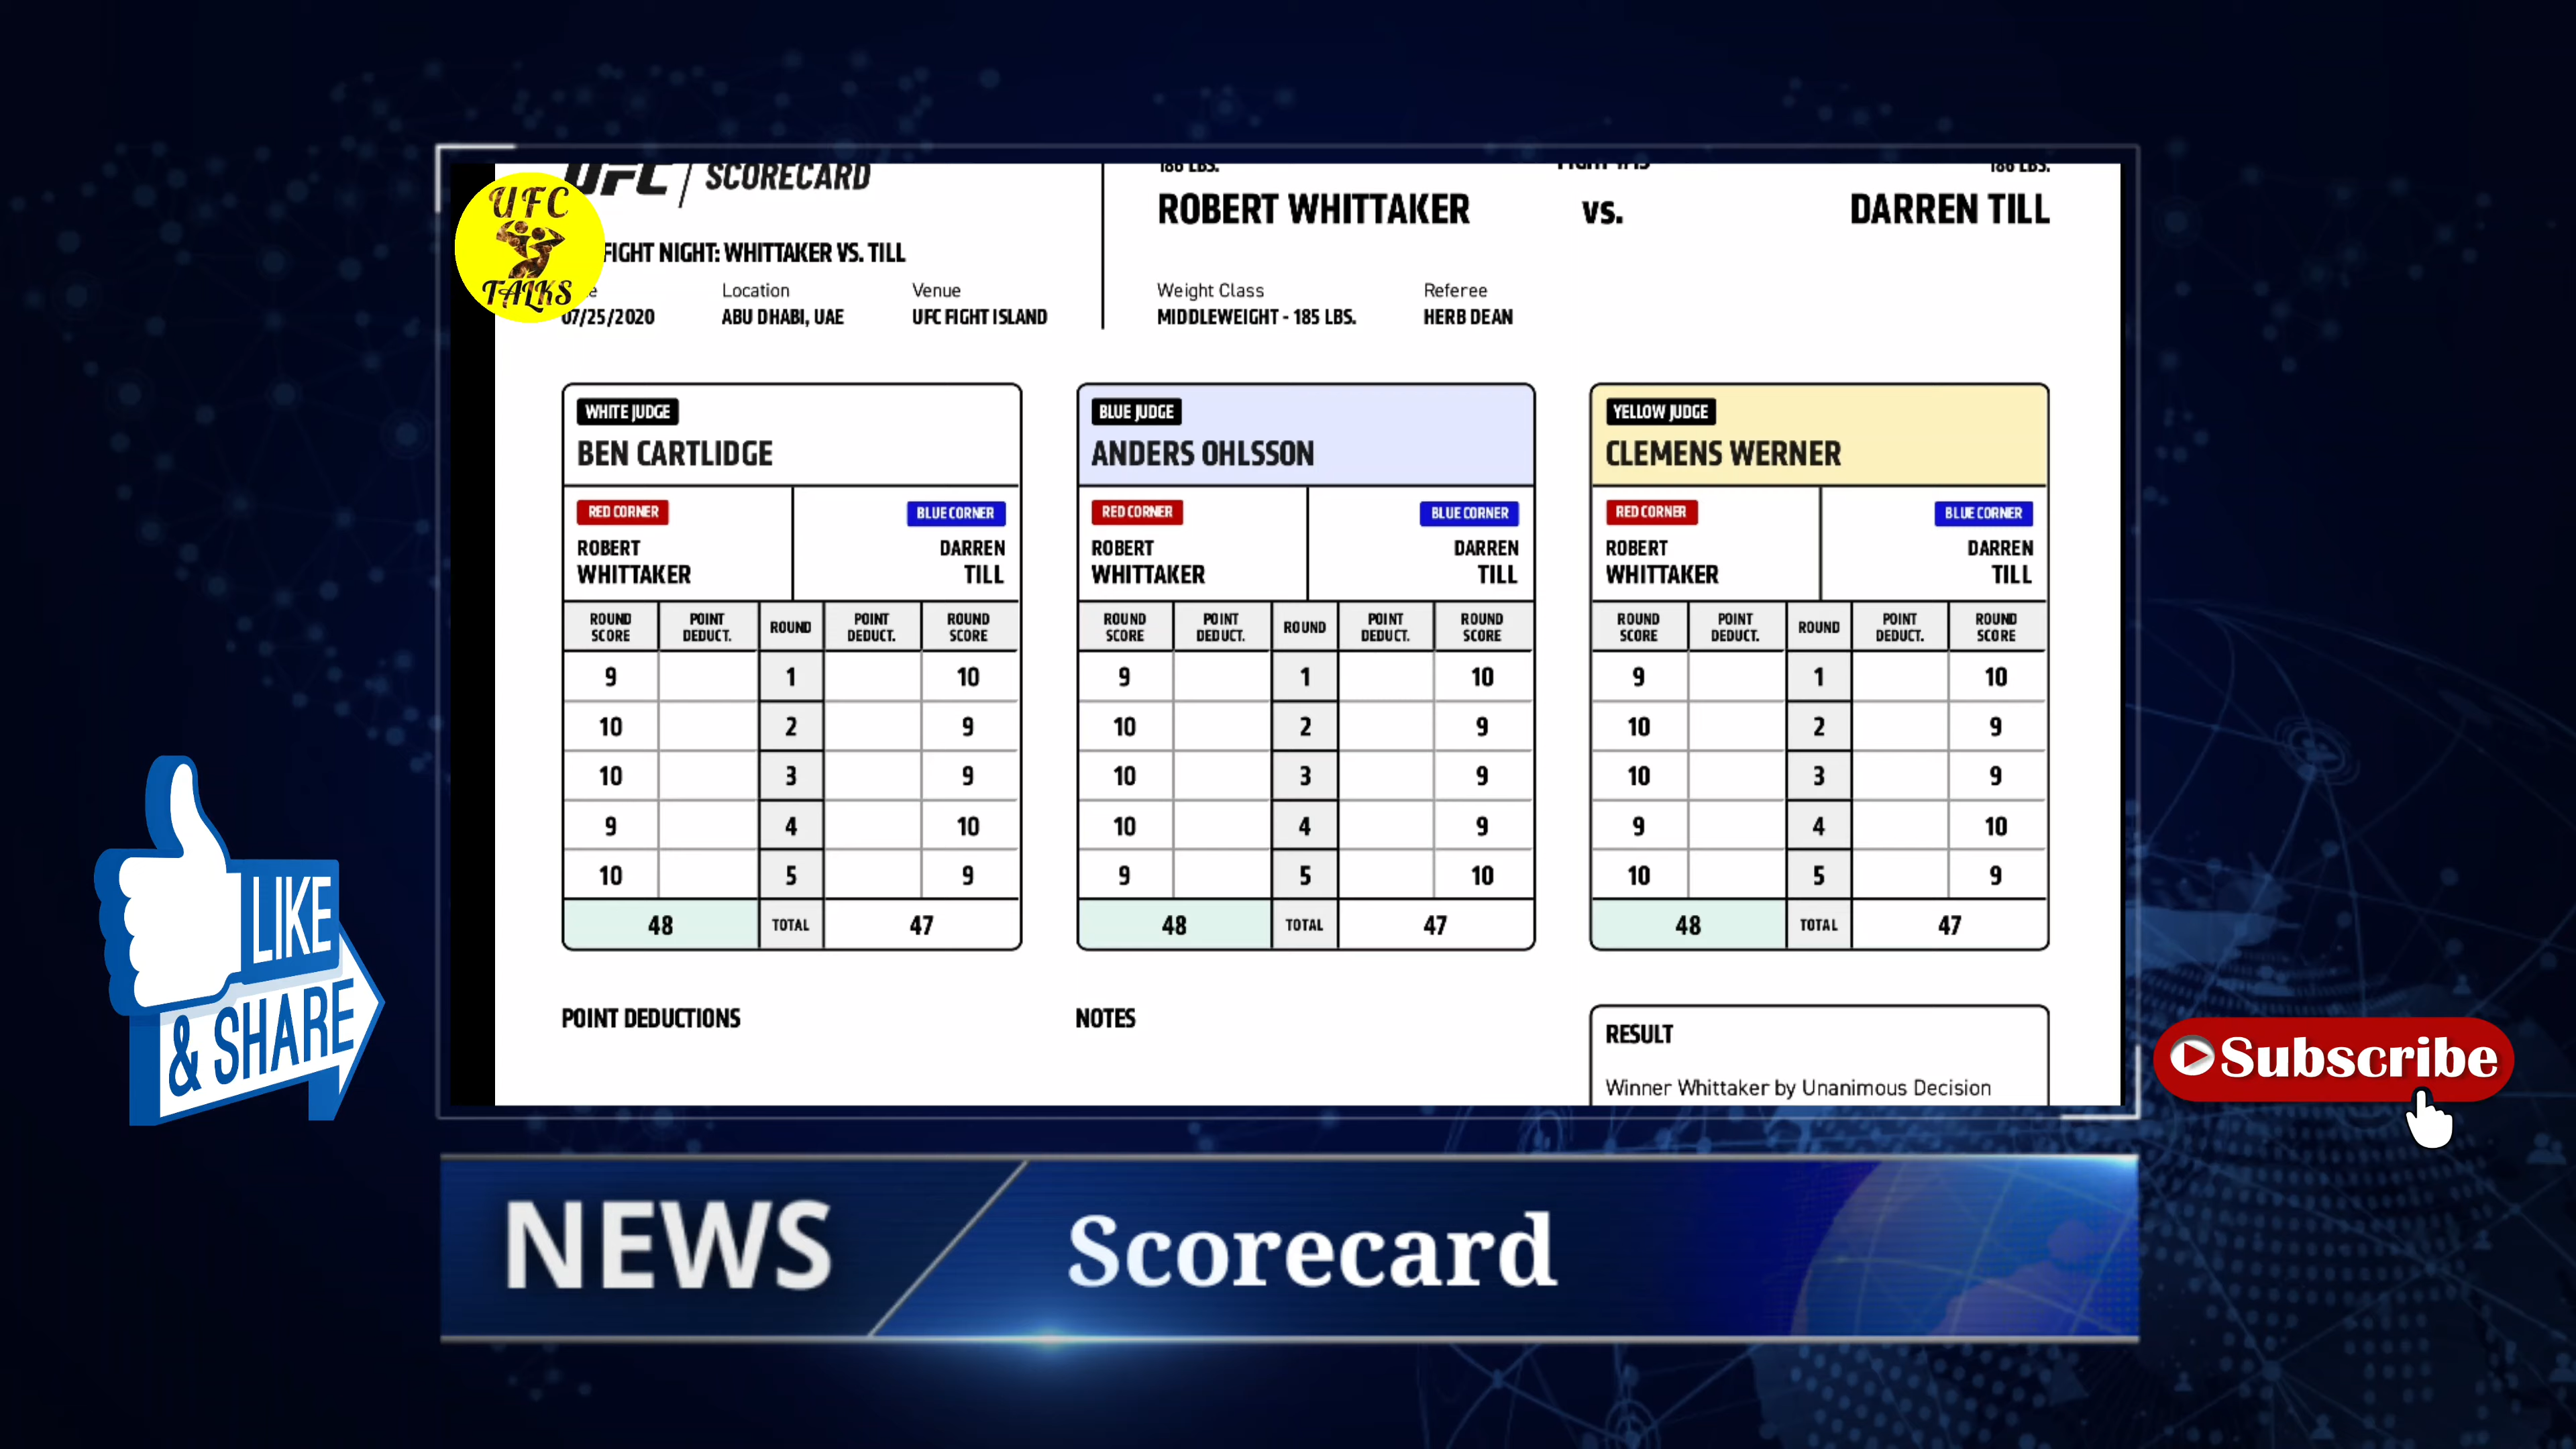 UFC / SCORECARD
UFC
TALKS
FIGHT NIGHT: WHITTAKER VS. TILL
07/25/2020
Location
ABU DHABI, UAE
Venue
UFC FIGHT ISLAND
186 LBS.
186 LBS.
ROBERT WHITTAKER
VS.
DARREN TILL
Weight Class
MIDDLEWEIGHT - 185 LBS.
Referee
HERB DEAN
WHITE JUDGE
BEN CARTLIDGE
RED CORNER
ROBERT
WHITTAKER
BLUE CORNER
DARREN
TILL
ROUND SCORE POINT DEDUCT. ROUND POINT DEDUCT. ROUND SCORE
9 1 10
10 2 9
10 3 9
9 4 10
10 5 9
48 TOTAL 47
BLUE JUDGE
ANDERS OHLSSON
RED CORNER
ROBERT
WHITTAKER
BLUE CORNER
DARREN
TILL
ROUND SCORE POINT DEDUCT. ROUND POINT DEDUCT. ROUND SCORE
9 1 10
10 2 9
10 3 9
10 4 9
9 5 10
48 TOTAL 47
YELLOW JUDGE
CLEMENS WERNER
RED CORNER
ROBERT
WHITTAKER
BLUE CORNER
DARREN
TILL
ROUND SCORE POINT DEDUCT. ROUND POINT DEDUCT. ROUND SCORE
9 1 10
10 2 9
10 3 9
9 4 10
10 5 9
48 TOTAL 47
POINT DEDUCTIONS
NOTES
RESULT
Winner Whittaker by Unanimous Decision
LIKE
& SHARE
Subscribe
NEWS
Scorecard